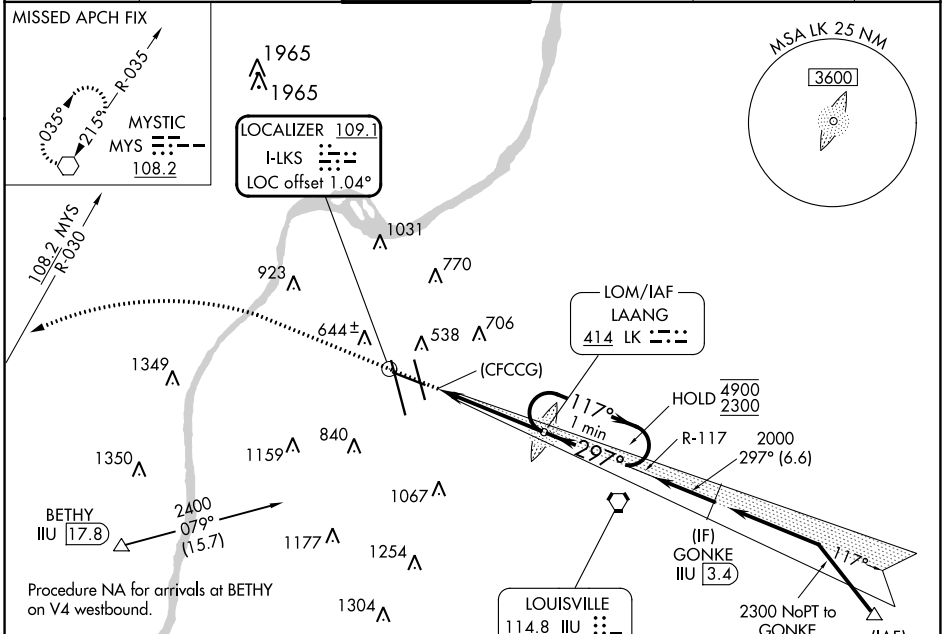 MISSED APCH FIX
R-035
035°
215°
MYSTIC
MYS
108.2
1965
1965
LOCALIZER 109.1
I-LKS
LOC offset 1.04°
MSA LK 25 NM
3600
108.2 MYS
R-030
1031
923
770
644±
538
706
(CFCCG)
LOM/IAF
LAANG
414 LK
1349
117°
1 min
297°
HOLD 4900
2300
R-117
2000
297° (6.6)
1350
1159
840
1067
BETHY
IIU 17.8
2400
079°
(15.7)
1177
1254
(IF)
GONKE
IIU 3.4
117°
Procedure NA for arrivals at BETHY
on V4 westbound.
1304
LOUISVILLE
114.8 IIU
2300 NoPT to
GONKE
(IAF)